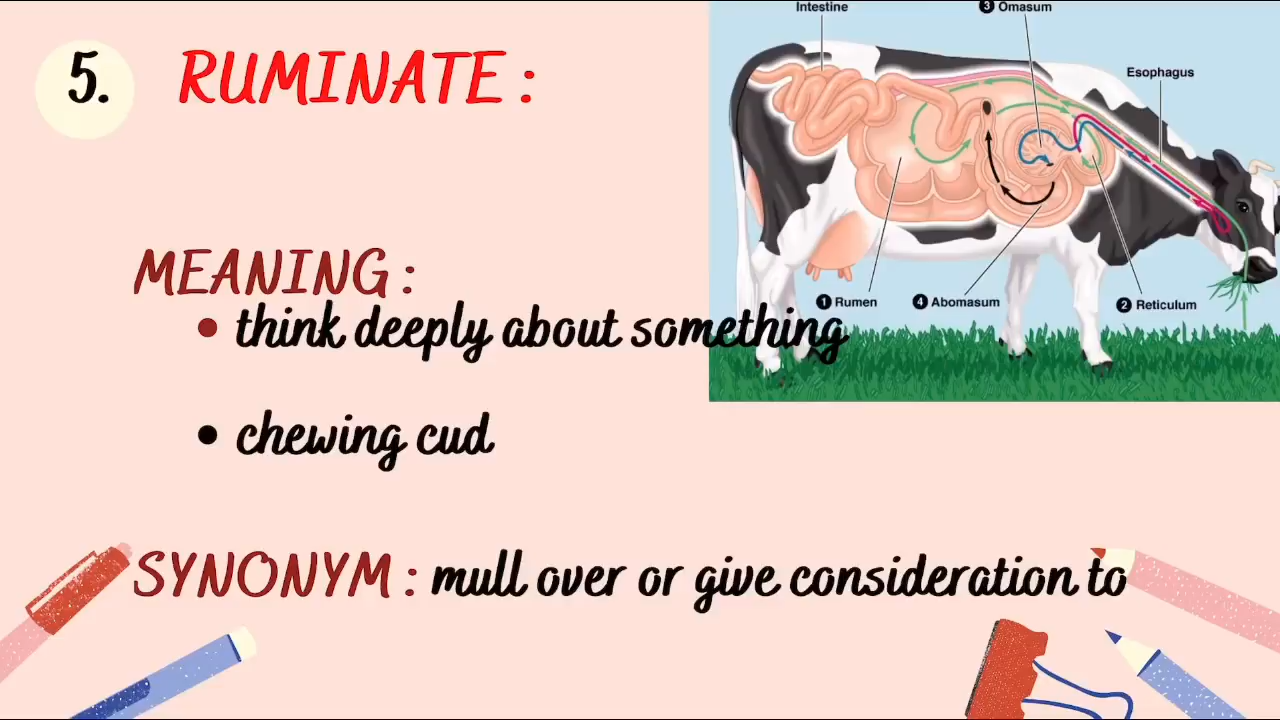 5. RUMINATE :
Intestine
3 Omasum
Esophagus
1 Rumen
4 Abomasum
2 Reticulum
MEANING :
• think deeply about something
• chewing cud
SYNONYM : mull over or give consideration to